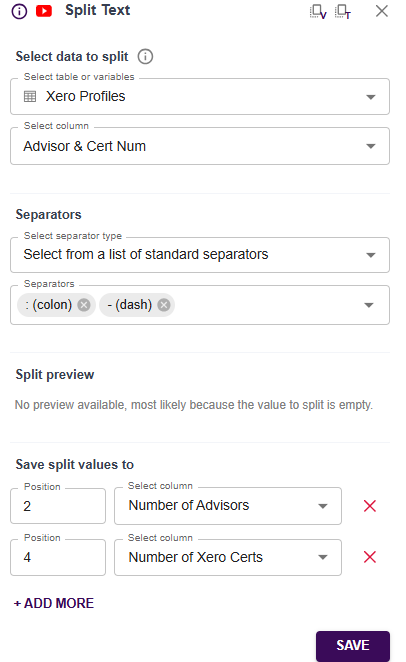 Split Text
V
T
Select data to split
Select table or variables
Xero Profiles
Select column
Advisor & Cert Num
Separators
Select separator type
Select from a list of standard separators
Separators
: (colon)
- (dash)
Split preview
No preview available, most likely because the value to split is empty.
Save split values to
Position
2
Select column
Number of Advisors
Position
4
Select column
Number of Xero Certs
+ ADD MORE
SAVE